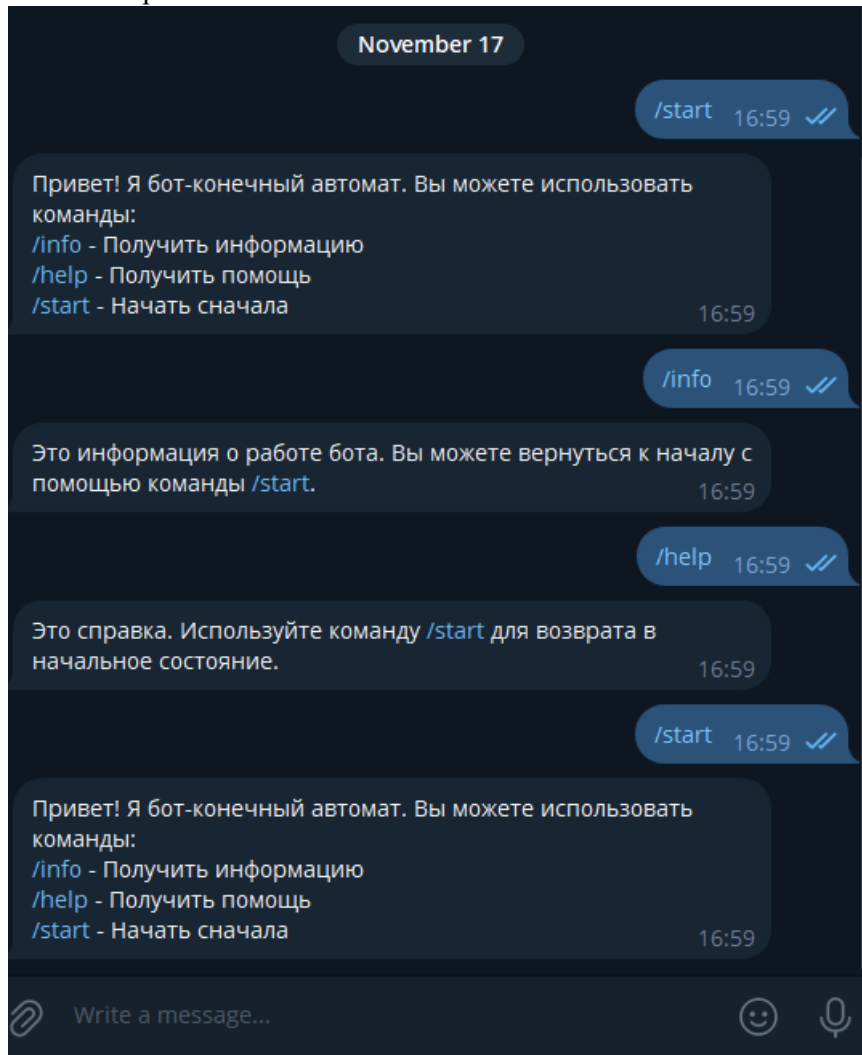 November 17
/start 16:59
Привет! Я бот-конечный автомат. Вы можете использовать
команды:
/info - Получить информацию
/help - Получить помощь
/start - Начать сначала
16:59
/info 16:59
Это информация о работе бота. Вы можете вернуться к началу с
помощью команды /start.
16:59
/help 16:59
Это справка. Используйте команду /start для возврата в
начальное состояние.
16:59
/start 16:59
Привет! Я бот-конечный автомат. Вы можете использовать
команды:
/info - Получить информацию
/help - Получить помощь
/start - Начать сначала
16:59
Write a message...